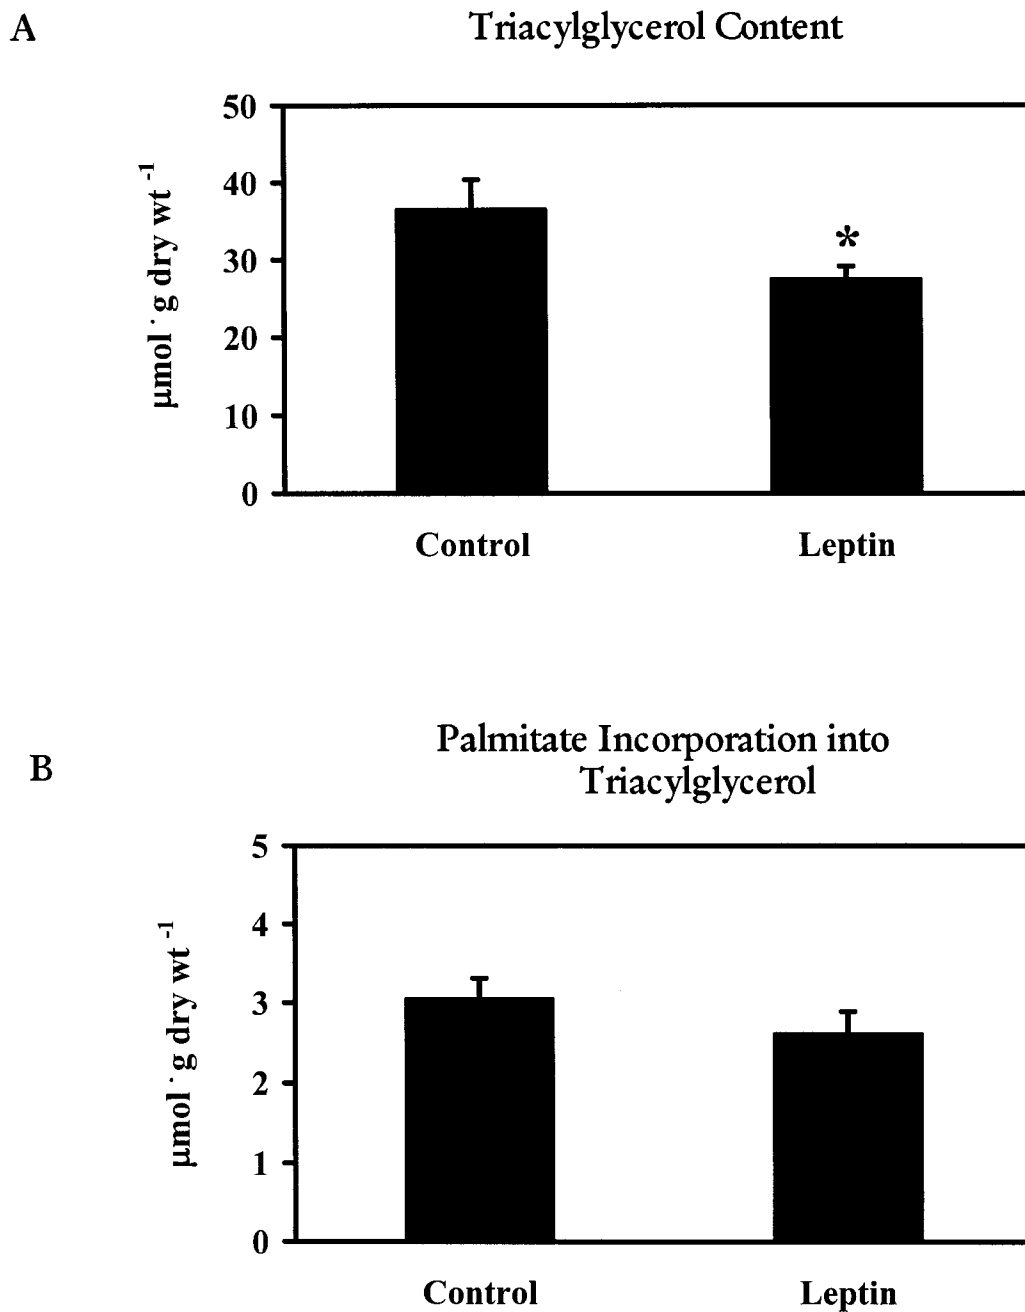 A
Triacylglycerol Content
50
40
30
20
10
0
µmol · g dry wt -1
*
Control Leptin
B
Palmitate Incorporation into
Triacylglycerol
5
4
3
2
1
0
µmol · g dry wt -1
Control Leptin